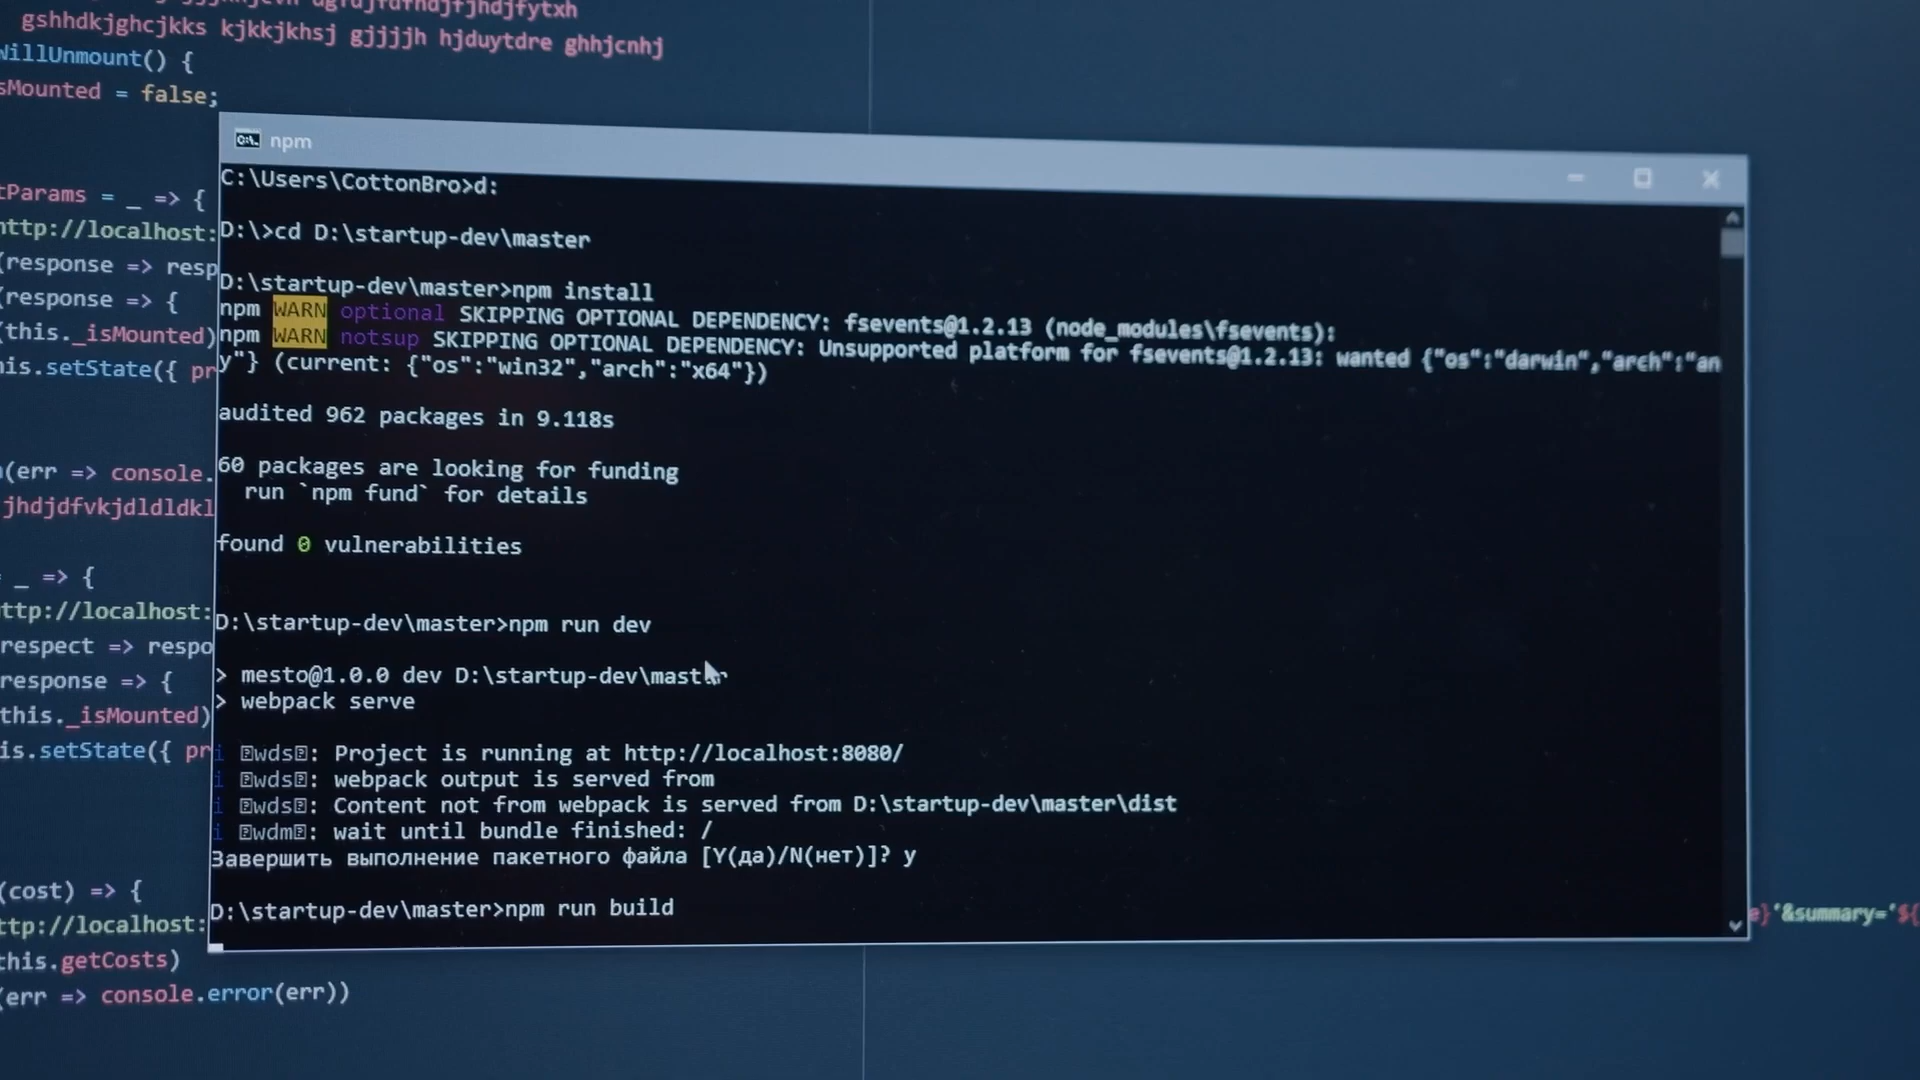 gshhdkjghcjkks kjkkjkhsj gjjjjh hjduytdre ghhjcnhj
WillUnmount() {
sMounted = false;
tParams = _ => {
http://localhost:
(response => resp
(response => {
(this._isMounted)
his.setState({ pr
(err => console.
jhdjdfvkjdldldkl
= _ => {
ttp://localhost:
respect => respo
response => {
this._isMounted)
is.setState({ pr
(cost) => {
ttp://localhost:
this.getCosts)
(err => console.error(err))
npm
C:\Users\CottonBro>d:
D:\>cd D:\startup-dev\master
D:\startup-dev\master>npm install
npm WARN optional SKIPPING OPTIONAL DEPENDENCY: fsevents@1.2.13 (node_modules\fsevents):
npm WARN notsup SKIPPING OPTIONAL DEPENDENCY: Unsupported platform for fsevents@1.2.13: wanted {"os":"darwin","arch":"an
y"} (current: {"os":"win32","arch":"x64"})
audited 962 packages in 9.118s
60 packages are looking for funding
run `npm fund` for details
found 0 vulnerabilities
D:\startup-dev\master>npm run dev
> mesto@1.0.0 dev D:\startup-dev\master
> webpack serve
i wds: Project is running at http://localhost:8080/
i wds: webpack output is served from
i wds: Content not from webpack is served from D:\startup-dev\master\dist
i wdm: wait until bundle finished: /
Завершить выполнение пакетного файла [Y(да)/N(нет)]? y
D:\startup-dev\master>npm run build
}'&summary='${